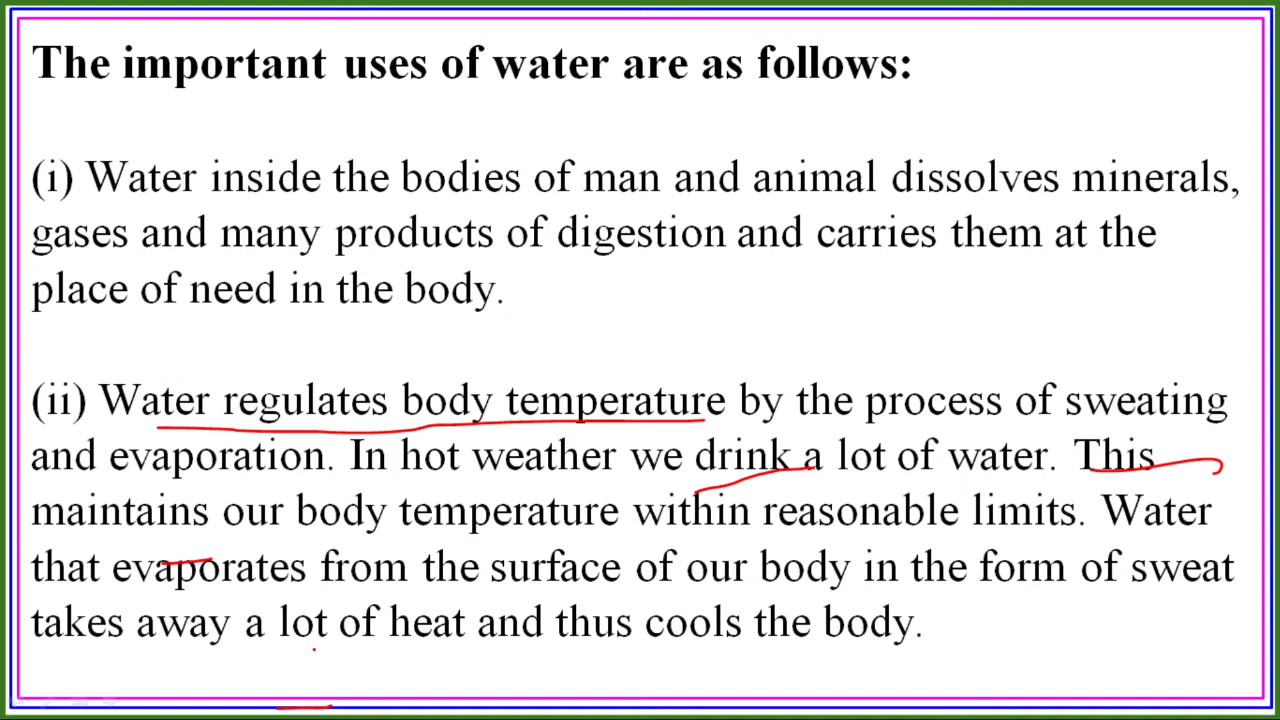 The important uses of water are as follows:
(i) Water inside the bodies of man and animal dissolves minerals,
gases and many products of digestion and carries them at the
place of need in the body.
(ii) Water regulates body temperature by the process of sweating
and evaporation. In hot weather we drink a lot of water. This
maintains our body temperature within reasonable limits. Water
that evaporates from the surface of our body in the form of sweat
takes away a lot of heat and thus cools the body.